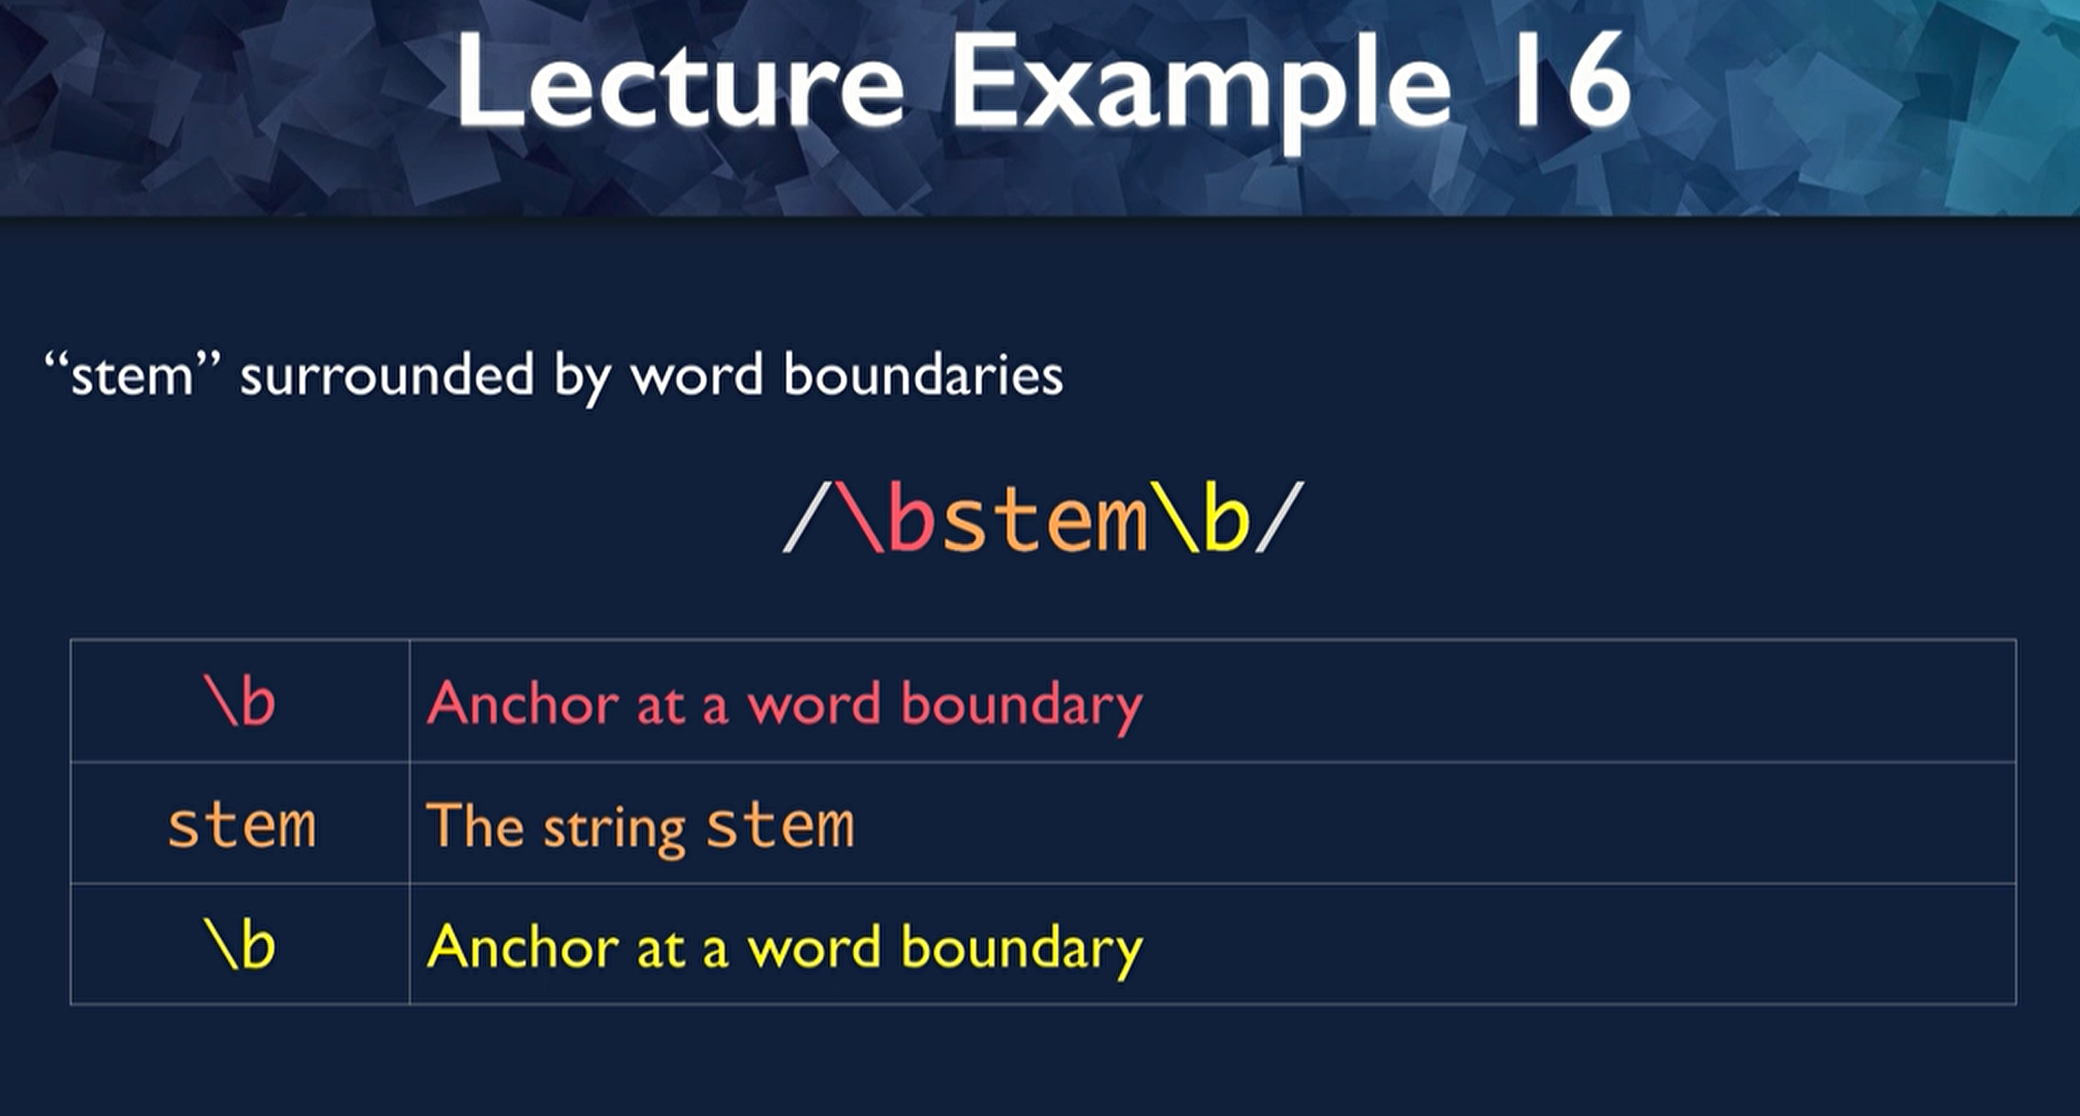 Lecture Example 16
“stem” surrounded by word boundaries
/\bstem\b/
\b Anchor at a word boundary
stem The string stem
\b Anchor at a word boundary